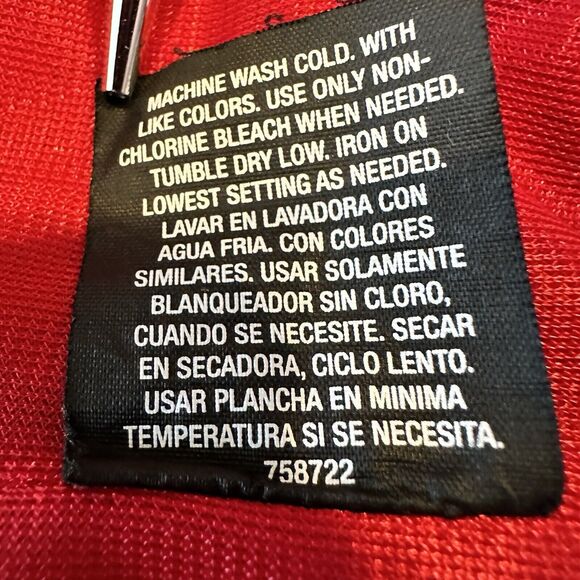 MACHINE WASH COLD. WITH
LIKE COLORS. USE ONLY NON-
CHLORINE BLEACH WHEN NEEDED.
TUMBLE DRY LOW. IRON ON
LOWEST SETTING AS NEEDED.
LAVAR EN LAVADORA CON
AGUA FRIA. CON COLORES
SIMILARES. USAR SOLAMENTE
BLANQUEADOR SIN CLORO,
CUANDO SE NECESITE. SECAR
EN SECADORA, CICLO LENTO.
USAR PLANCHA EN MINIMA
TEMPERATURA SI SE NECESITA.
758722